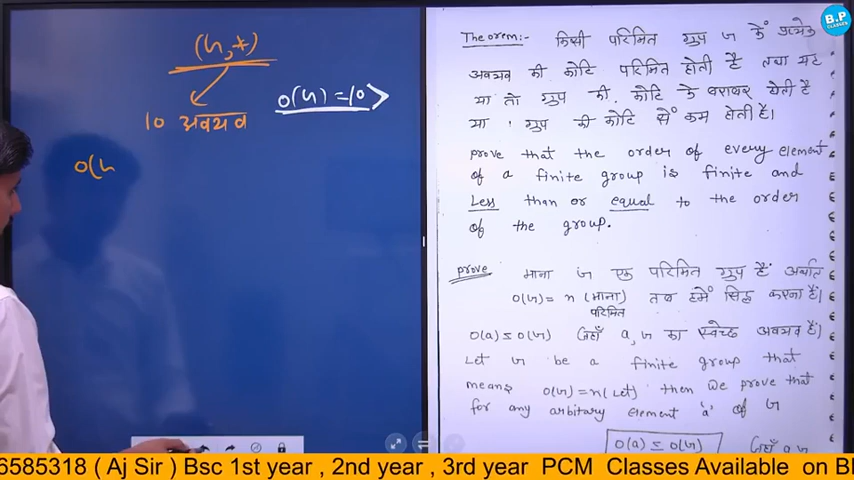 (G,*)
O(G) = 10 >
10 अवयव
O(G
Theorem:- किसी परिमित ग्रुप G के प्रत्येक
अवयव की कोटि परिमित होती है तथा यह
या तो ग्रुप की कोटि के बराबर होती है
या ग्रुप की कोटि से कम होती है।
prove that the order of every element
of a finite group is finite and
Less than or equal to the order
of the group.
prove माना G एक परिमित ग्रुप है अर्थात
O(G) = n (माना) तब हमें सिद्ध करना है।
परिमित
O(a) ≤ O(G) जहाँ a, G का स्वेच्छ अवयव है।
Let G be a finite group that
means O(G) = n (Let) then we prove that
for any arbitary element 'a' of G
O(a) ≤ O(G) जहाँ a,G
B.P
CLASSES
6585318 ( Aj Sir ) Bsc 1st year , 2nd year , 3rd year PCM Classes Available on B